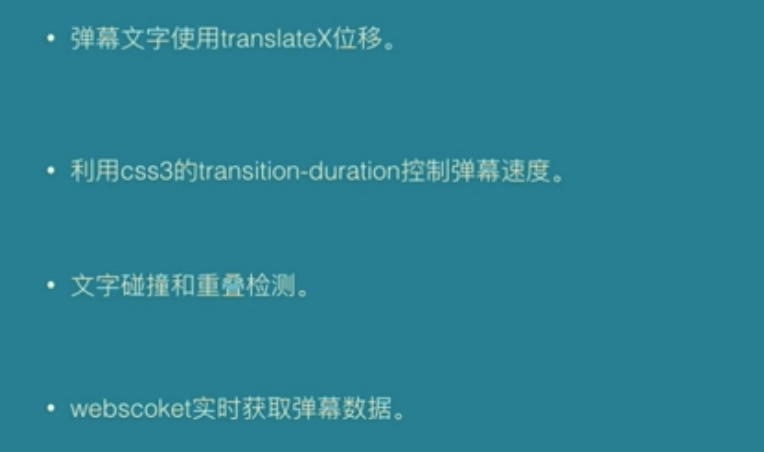 • 弹幕文字使用translateX位移。
• 利用css3的transition-duration控制弹幕速度。
• 文字碰撞和重叠检测。
• webscoket实时获取弹幕数据。